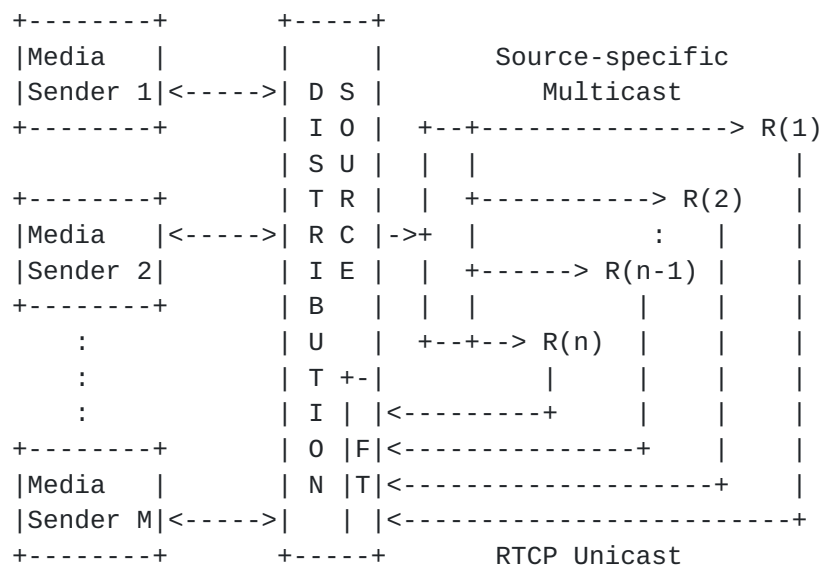 +--------+       +-----+
|Media   |       |     |      Source-specific
|Sender 1|<----->| D S |         Multicast
+--------+       | I O |  +--+----------------> R(1)
                 | S U |  |  |                    |
+--------+       | T R |  |  +-----------> R(2)   |
|Media   |<----->| R C |->+  |           :   |    |
|Sender 2|       | I E |  |  +------> R(n-1) |    |
+--------+       | B   |  |  |          |    |    |
    :            | U   |  +--+--> R(n)  |    |    |
    :            | T +-|          |     |    |    |
    :            | I | |<---------+     |    |    |
+--------+       | O |F|<---------------+    |    |
|Media   |       | N |T|<--------------------+    |
|Sender M|<----->|   | |<-------------------------+
+--------+       +-----+       RTCP Unicast